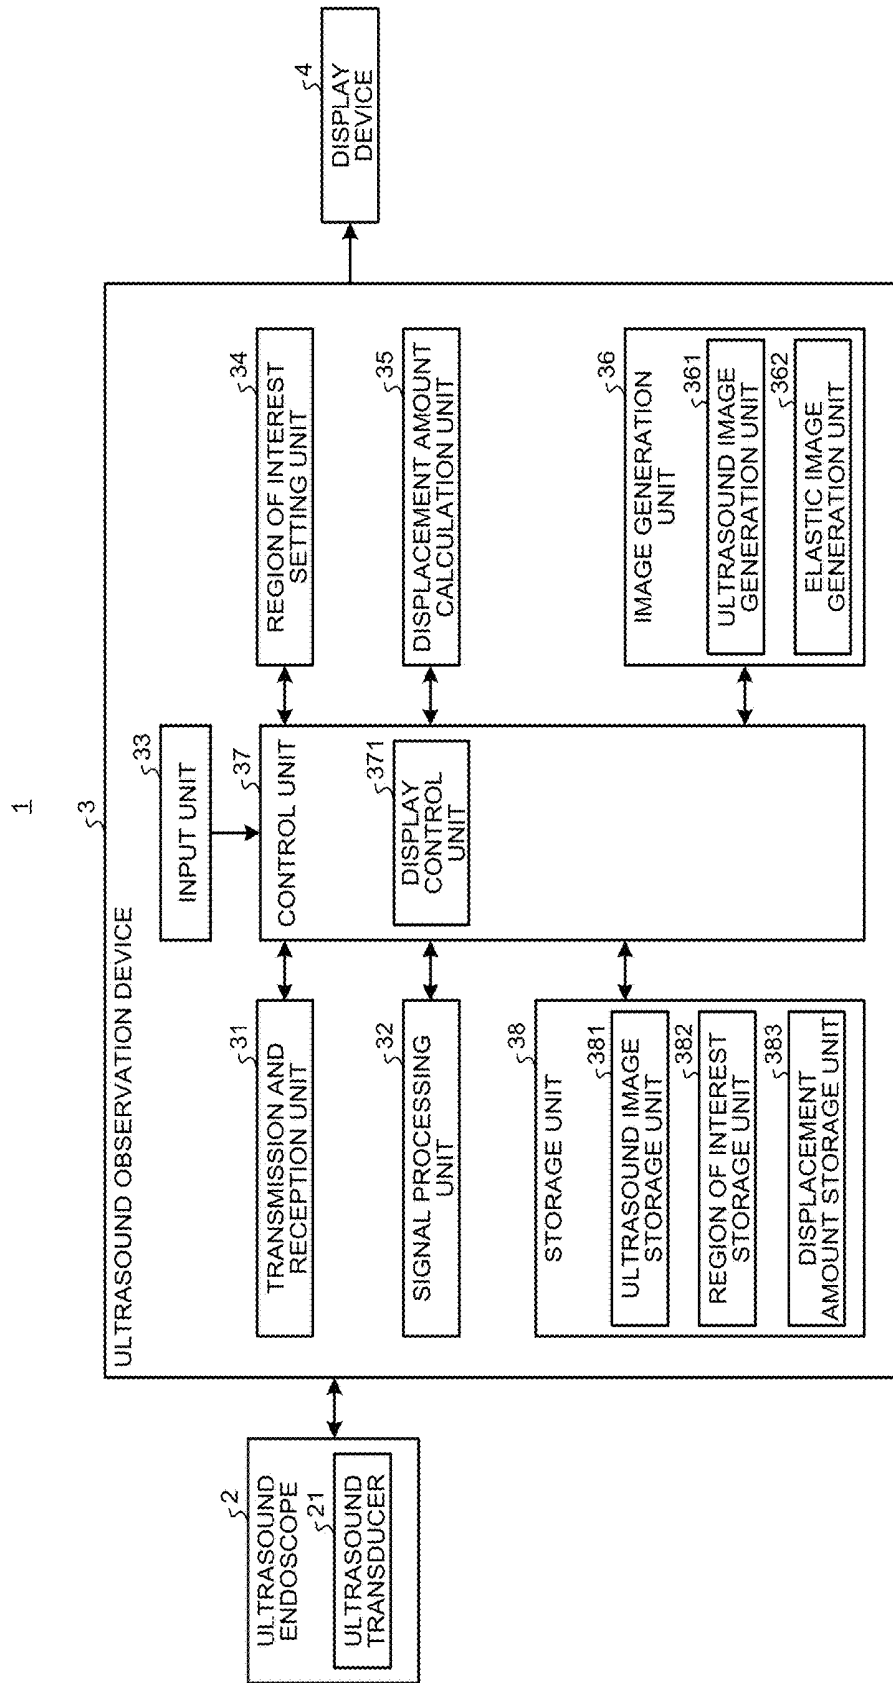 1
ULTRASOUND OBSERVATION DEVICE
3
ULTRASOUND
ENDOSCOPE
2
ULTRASOUND
TRANSDUCER
21
TRANSMISSION AND
RECEPTION UNIT
31
SIGNAL PROCESSING
UNIT
32
STORAGE UNIT
38
ULTRASOUND IMAGE
STORAGE UNIT
381
REGION OF INTEREST
STORAGE UNIT
382
DISPLACEMENT
AMOUNT STORAGE UNIT
383
INPUT UNIT
33
CONTROL UNIT
37
DISPLAY
CONTROL
UNIT
371
REGION OF INTEREST
SETTING UNIT
34
DISPLACEMENT AMOUNT
CALCULATION UNIT
35
IMAGE GENERATION
UNIT
36
ULTRASOUND IMAGE
GENERATION UNIT
361
ELASTIC IMAGE
GENERATION UNIT
362
DISPLAY
DEVICE
4